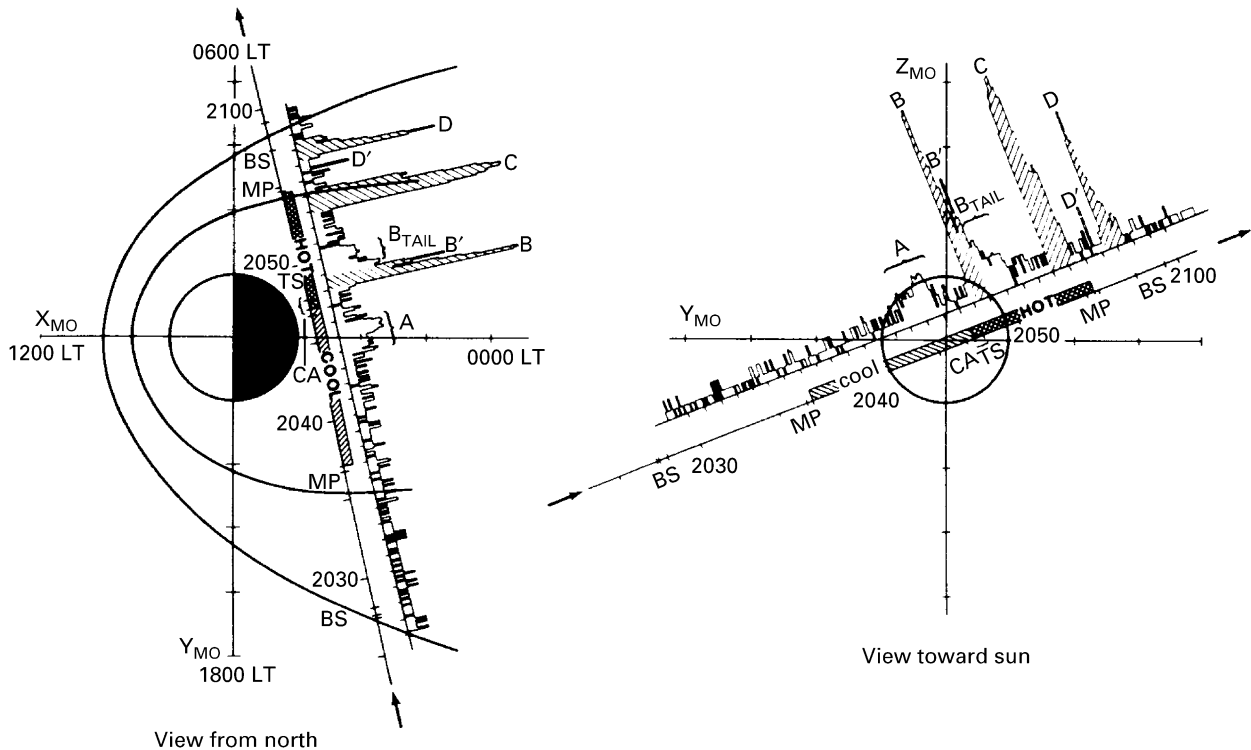 0600 LT
2100
D
BS
D′
C
MP
HOT
B_TAIL
B′
B
2050
TS
X_MO
A
1200 LT
0000 LT
CA
COOL
2040
MP
2030
BS
Y_MO
1800 LT
View from north
Z_MO
C
B
D
B′
B_TAIL
D′
A
2100
BS
MP
HOT
Y_MO
2050
CA TS
cool
2040
MP
2030
BS
View toward sun